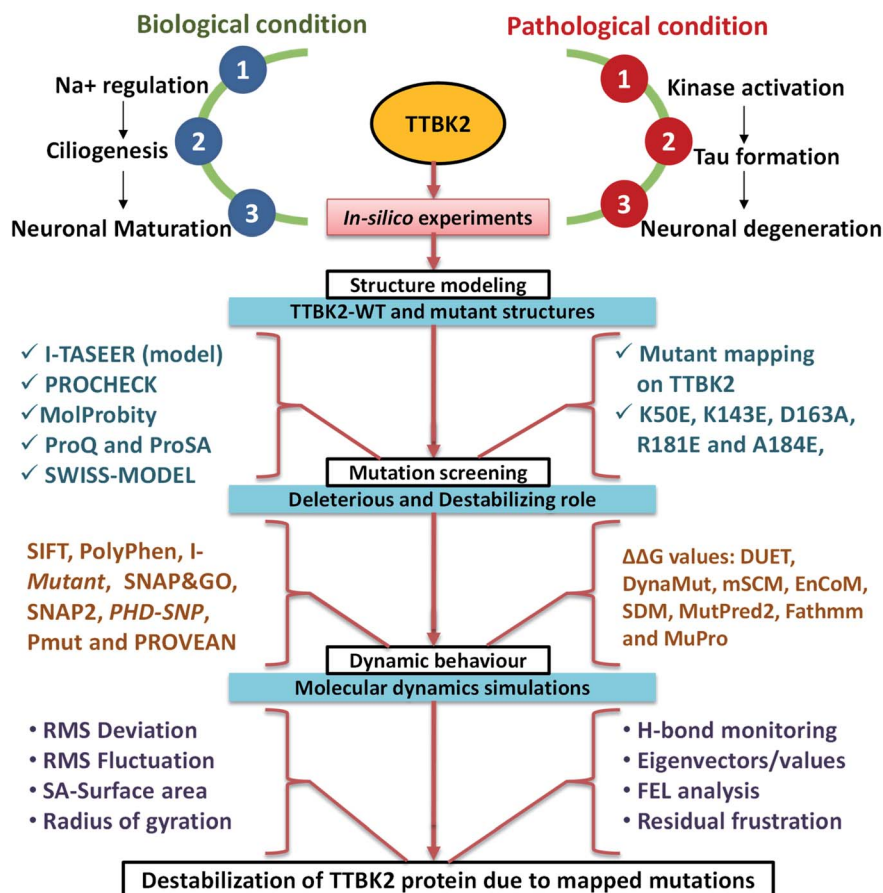 Biological condition
Pathological condition
1
Na+ regulation
2
Ciliogenesis
3
Neuronal Maturation
TTBK2
In-silico experiments
1
Kinase activation
2
Tau formation
3
Neuronal degeneration
Structure modeling
TTBK2-WT and mutant structures
✓ I-TASEER (model)
✓ PROCHECK
✓MolProbity
✓ ProQ and ProSA
✓ SWISS-MODEL
✓ Mutant mapping
on TTBK2
✓ K50E, K143E, D163A,
R181E and A184E,
Mutation screening
Deleterious and Destabilizing role
SIFT, PolyPhen, I-
Mutant, SNAP&GO,
SNAP2, PHD-SNP,
Pmut and PROVEAN
ΔΔG values: DUET,
DynaMut, mSCM, EnCoM,
SDM, MutPred2, Fathmm
and MuPro
Dynamic behaviour
Molecular dynamics simulations
• RMS Deviation
• RMS Fluctuation
• SA-Surface area
• Radius of gyration
• H-bond monitoring
• Eigenvectors/values
• FEL analysis
• Residual frustration
Destabilization of TTBK2 protein due to mapped mutations